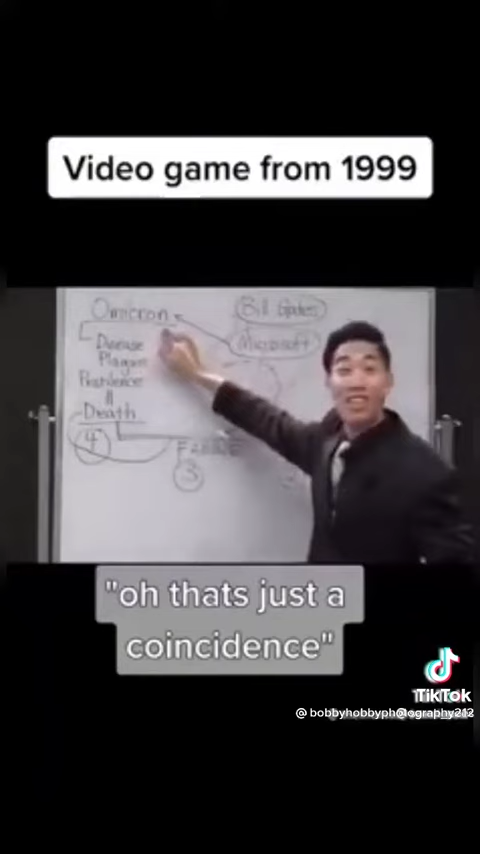 Video game from 1999
Omicron
Bill Gates
Disease
Microsoft
Plague
Pestilence
Death
4
3
"oh thats just a
coincidence"
TikTok
@bobbyhobbyphotography212